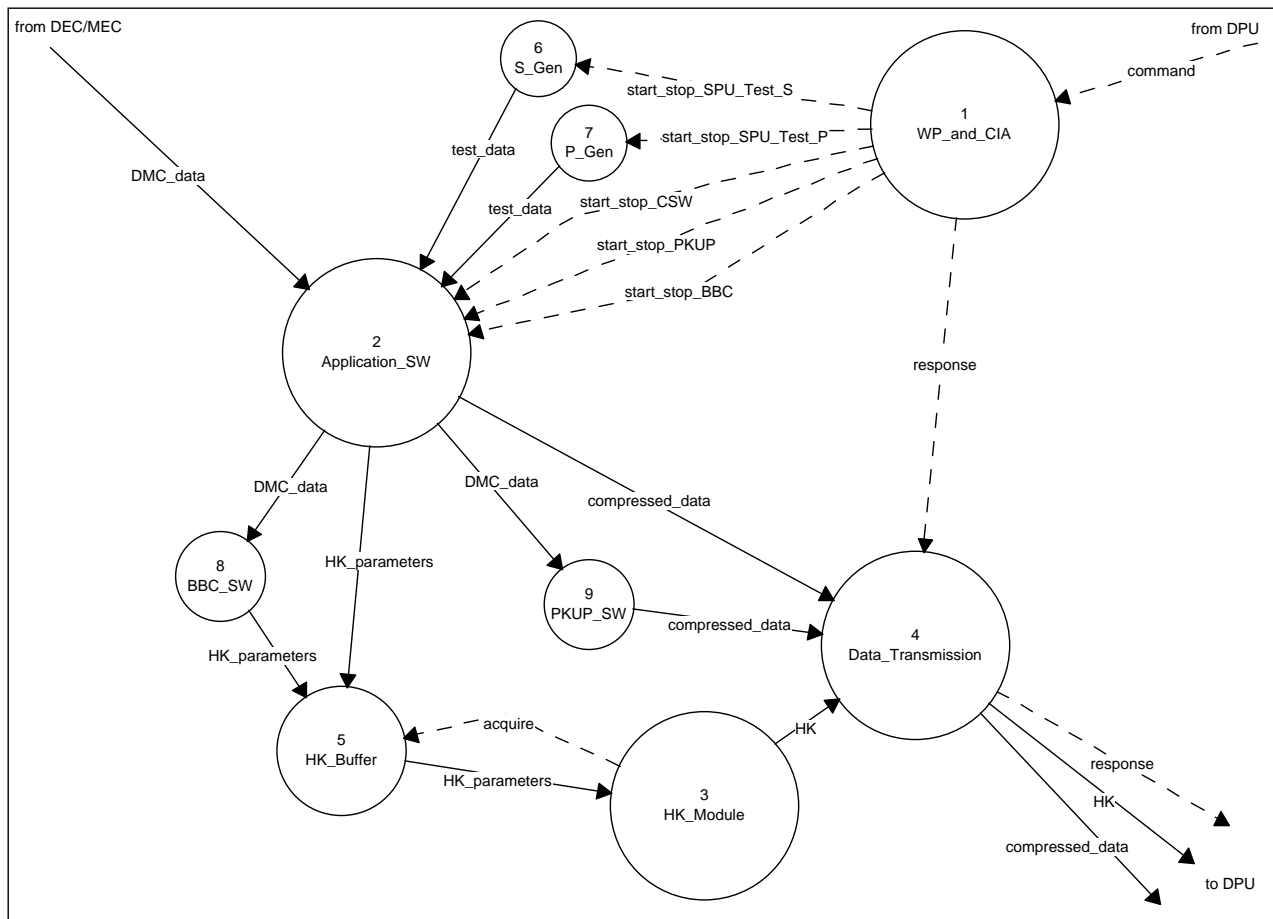 from DEC/MEC
from DPU
6
S_Gen
command
start_stop_SPU_Test_S
1
WP_and_CIA
7
P_Gen
start_stop_SPU_Test_P
test_data
DMC_data
start_stop_CSW
test_data
start_stop_PKUP
start_stop_BBC
2
Application_SW
response
DMC_data
DMC_data
compressed_data
HK_parameters
8
BBC_SW
9
PKUP_SW
compressed_data
4
Data_Transmission
HK_parameters
acquire
HK
5
HK_Buffer
HK_parameters
response
3
HK_Module
HK
compressed_data
to DPU